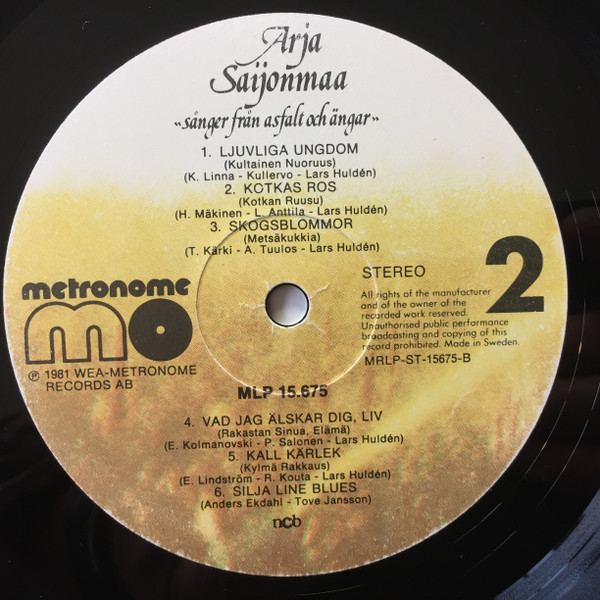 Arja
Saijonmaa
"sånger från asfalt och ängar"
1. LJUVLIGA UNGDOM
(Kultainen Nuoruus)
(K. Linna - Kullervo - Lars Huldén)
2. KOTKAS ROS
(Kotkan Ruusu)
(H. Mäkinen - L. Anttila - Lars Huldén)
3. SKOGSBLOMMOR
(Metsäkukkia)
(T. Kärki - A. Tuulos - Lars Huldén)
metronome
mo
℗ 1981 WEA-METRONOME
RECORDS AB
STEREO
2
All rights of the manufacturer
and of the owner of the
recorded work reserved.
Unauthorised public performance
broadcasting and copying of this
record prohibited. Made in Sweden.
MRLP-ST-15675-B
MLP 15.675
4. VAD JAG ÄLSKAR DIG, LIV
(Rakastan Sinua, Elämä)
(E. Kolmanovski - P. Salonen - Lars Huldén)
5. KALL KÄRLEK
(Kylmä Rakkaus)
(E. Lindström - R. Kouta - Lars Huldén)
6. SILJA LINE BLUES
(Anders Ekdahl - Tove Jansson)
ncb